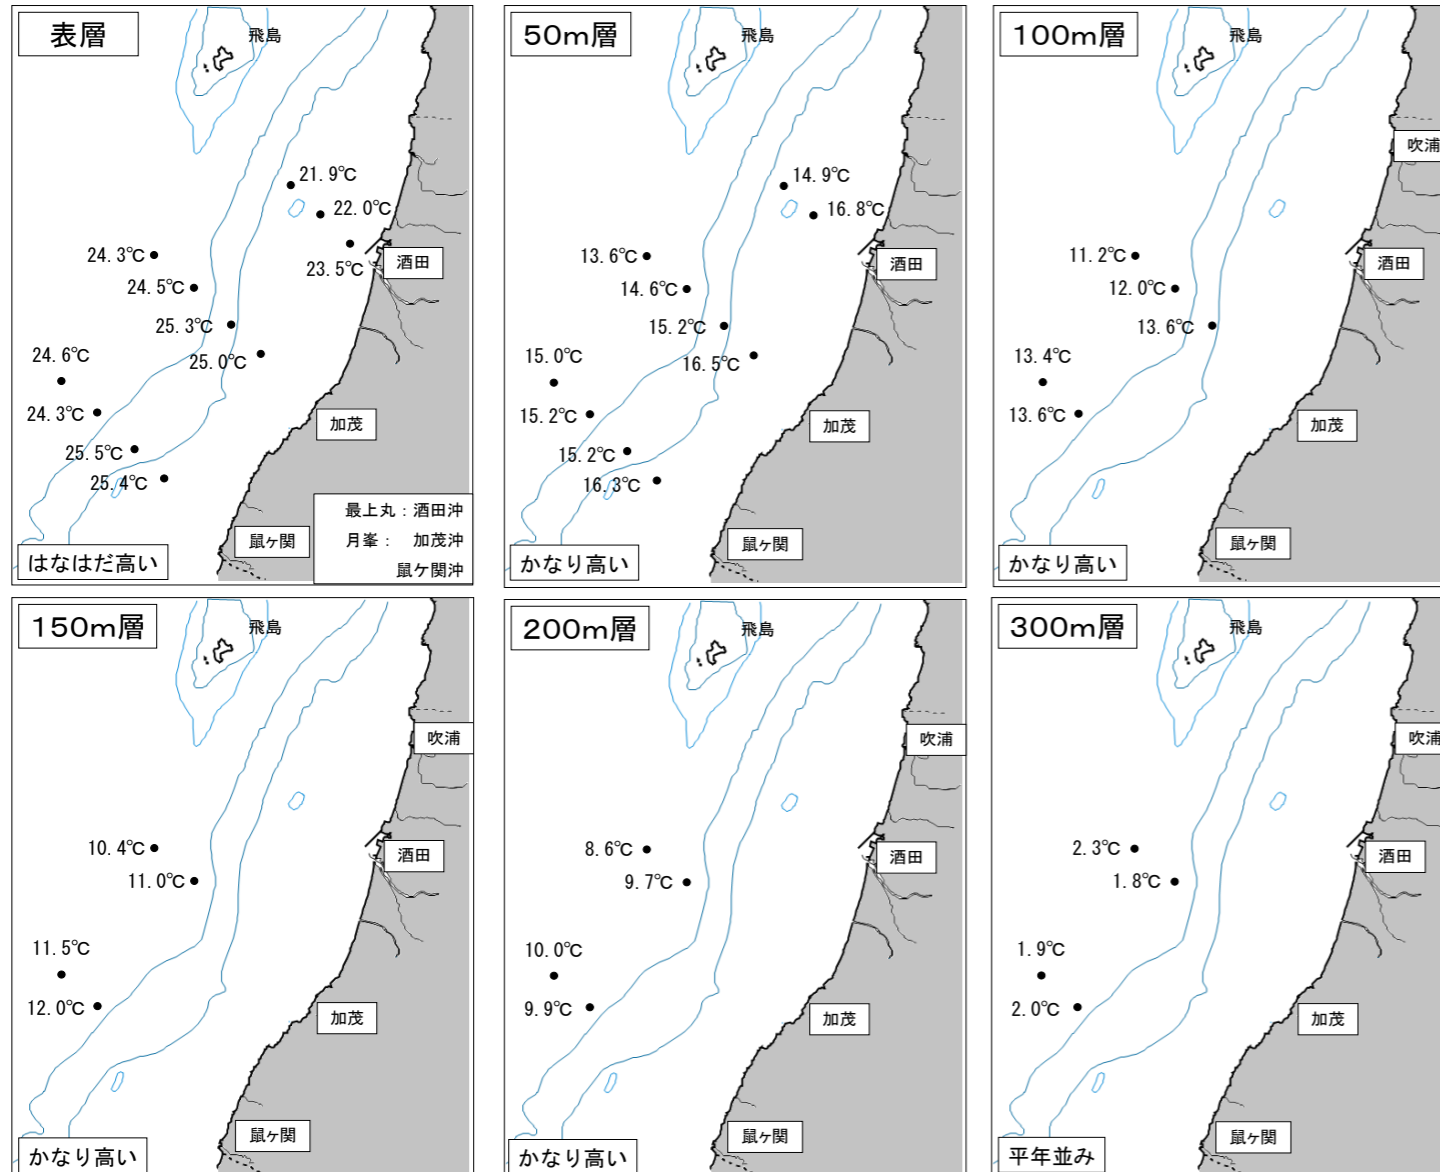 表層
飛島
21.9℃
22.0℃
23.5℃
酒田
24.3℃
24.5℃
25.3℃
25.0℃
24.6℃
24.3℃
25.5℃
25.4℃
加茂
鼠ヶ関
最上丸：酒田沖
月峯： 加茂沖
鼠ケ関沖
はなはだ高い
50m層
飛島
14.9℃
16.8℃
酒田
13.6℃
14.6℃
15.2℃
16.5℃
15.0℃
15.2℃
15.2℃
16.3℃
加茂
鼠ヶ関
かなり高い
100m層
飛島
吹浦
酒田
11.2℃
12.0℃
13.6℃
13.4℃
13.6℃
加茂
鼠ヶ関
かなり高い
150m層
飛島
吹浦
酒田
10.4℃
11.0℃
11.5℃
12.0℃
加茂
鼠ヶ関
かなり高い
200m層
飛島
吹浦
酒田
8.6℃
9.7℃
10.0℃
9.9℃
加茂
鼠ヶ関
かなり高い
300m層
飛島
吹浦
酒田
2.3℃
1.8℃
1.9℃
2.0℃
加茂
鼠ヶ関
平年並み